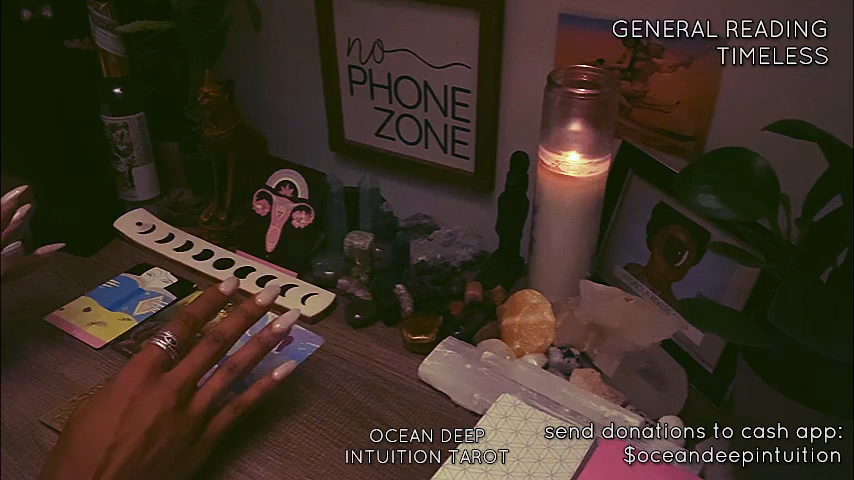 GENERAL READING
TIMELESS
no
PHONE
ZONE
OCEAN DEEP
INTUITION TAROT
send donations to cash app:
$oceandeepintuition